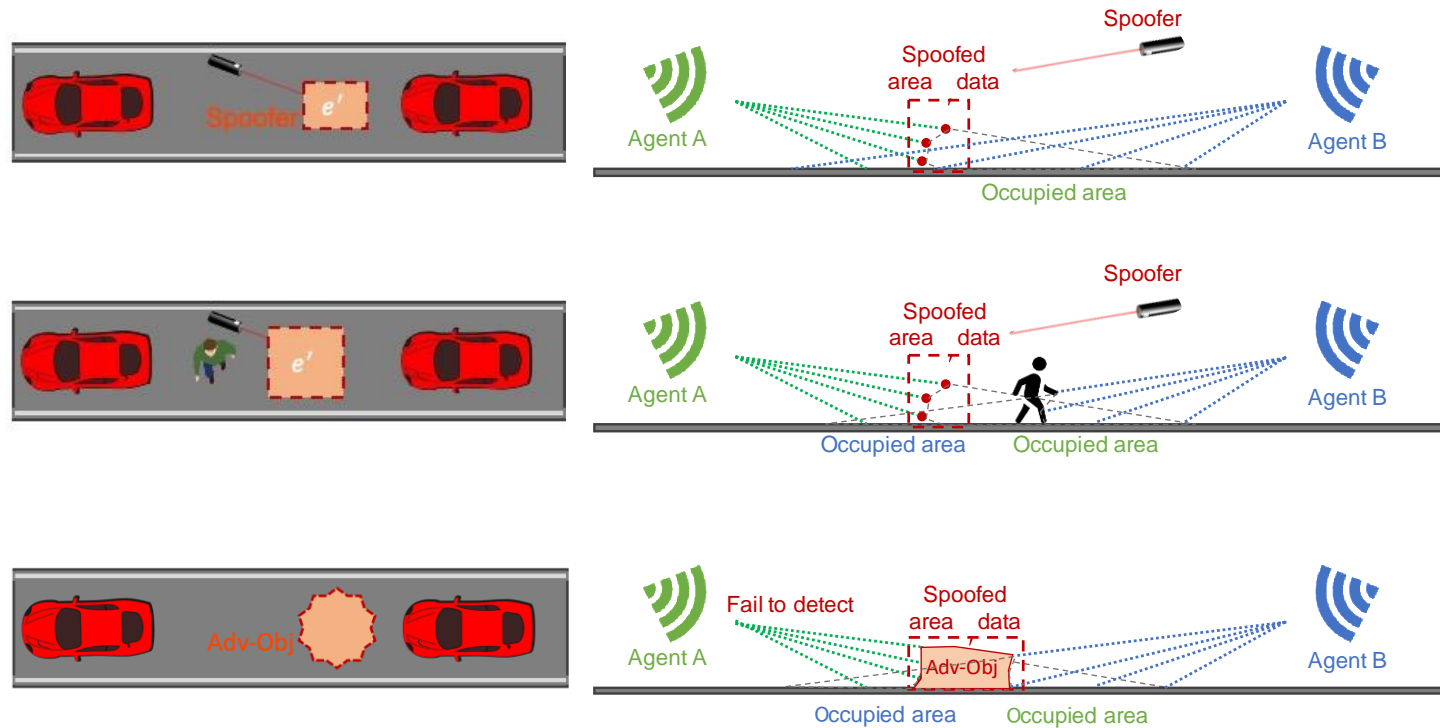 Spoofer
e'
Spoofer
Spoofed
area data
Agent A
Agent B
Occupied area
e'
Spoofer
Spoofed
area data
Agent A
Agent B
Occupied area
Occupied area
Adv-Obj
Fail to detect
Spoofed
area data
Agent A
Adv-Obj
Agent B
Occupied area
Occupied area